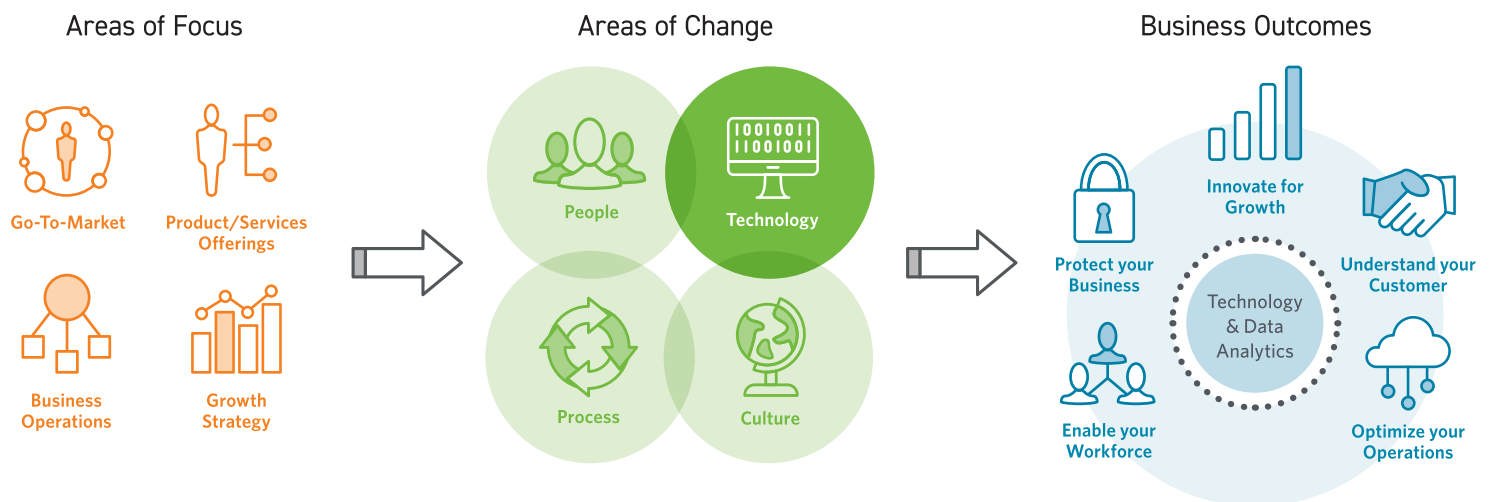 Areas of Focus
Go-To-Market
Product/Services
Offerings
Business
Operations
Growth
Strategy
Areas of Change
People
10010011
11001001
Technology
Process
Culture
Business Outcomes
Innovate for
Growth
Protect your
Business
Understand your
Customer
Technology
& Data
Analytics
Enable your
Workforce
Optimize your
Operations